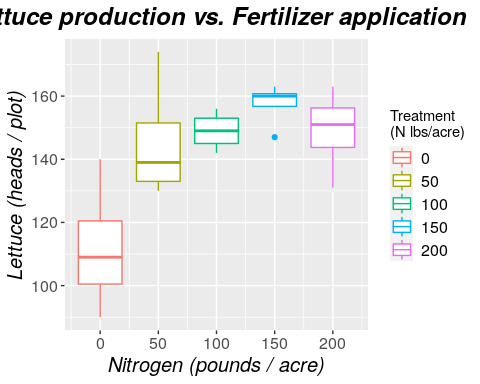 ttuce production vs. Fertilizer application
Lettuce (heads / plot)
160
140
120
100
0
50
100
150
200
Nitrogen (pounds / acre)
Treatment
(N lbs/acre)
0
50
100
150
200